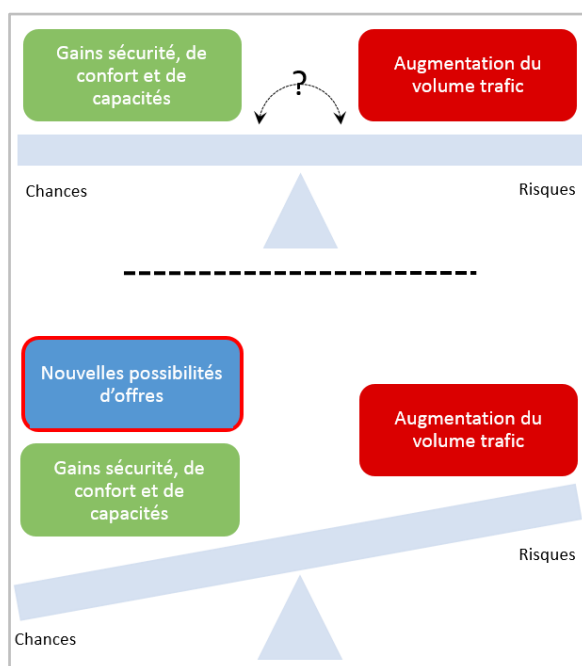 Gains sécurité, de
confort et de
capacités
?
Augmentation du
volume trafic
Chances
Risques
Nouvelles possibilités
d'offres
Augmentation du
volume trafic
Gains sécurité, de
confort et de
capacités
Risques
Chances